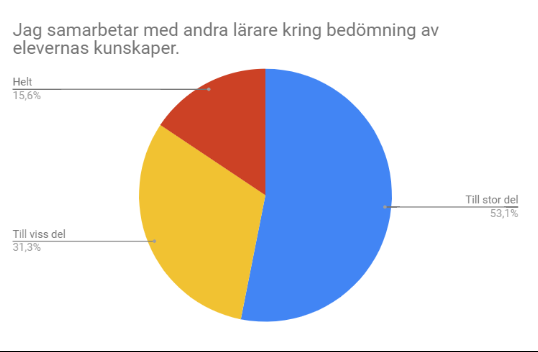 Jag samarbetar med andra lärare kring bedömning av
elevernas kunskaper.
Helt
15,6%
Till stor del
53,1%
Till viss del
31,3%